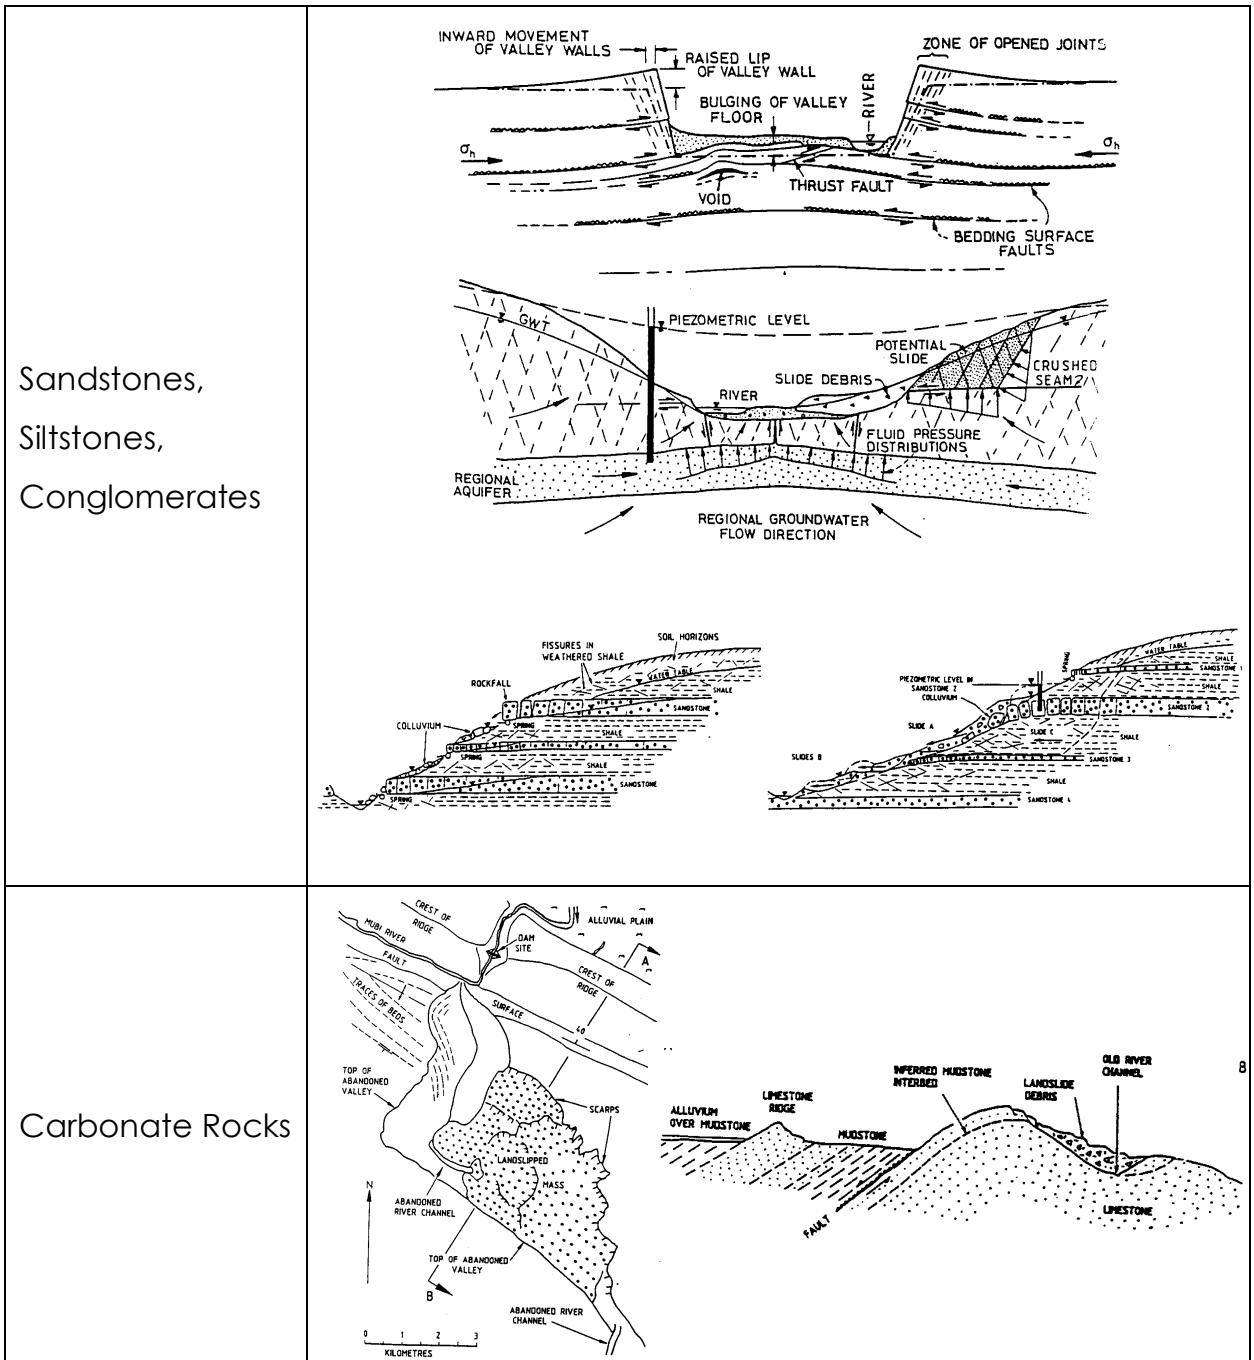 Sandstones,
Siltstones,
Conglomerates
INWARD MOVEMENT
OF VALLEY WALLS
RAISED LIP
OF VALLEY WALL
ZONE OF OPENED JOINTS
BULGING OF VALLEY
FLOOR
RIVER
σh
σh
VOID
THRUST FAULT
BEDDING SURFACE
FAULTS
GWT
PIEZOMETRIC LEVEL
POTENTIAL
SLIDE
CRUSHED
SEAM?
SLIDE DEBRIS
RIVER
FLUID PRESSURE
DISTRIBUTIONS
REGIONAL
AQUIFER
REGIONAL GROUNDWATER
FLOW DIRECTION
FISSURES IN
WEATHERED SHALE
SOIL HORIZONS
ROCKFALL
WATER TABLE
SHALE
SANDSTONE
COLLUVIUM
SPRING
SHALE
SPRING
SHALE
SANDSTONE
SPRING
SPRING
WATER TABLE
SHALE
SANDSTONE 1
PIEZOMETRIC LEVEL IN
SANDSTONE 2
COLLUVIUM
SHALE
SANDSTONE 2
SLIDE A
SLIDE C
SHALE
SLIDES B
SANDSTONE 3
SHALE
SANDSTONE 4
Carbonate Rocks
CREST OF
RIDGE
ALLUVIAL PLAIN
MUBI RIVER
DAM
SITE
A
FAULT
CREST OF
RIDGE
TRACES OF BEDS
SURFACE
40
TOP OF
ABANDONED
VALLEY
SCARPS
LANDSLIPPED
MASS
N
ABANDONED
RIVER CHANNEL
TOP OF ABANDONED
VALLEY
B
ABANDONED RIVER
CHANNEL
0 1 2 3
KILOMETRES
OLD RIVER
CHANNEL
B
INFERRED MUDSTONE
INTERBED
LANDSLIDE
DEBRIS
LIMESTONE
RIDGE
ALLUVIUM
OVER MUDSTONE
MUDSTONE
FAULT
LIMESTONE